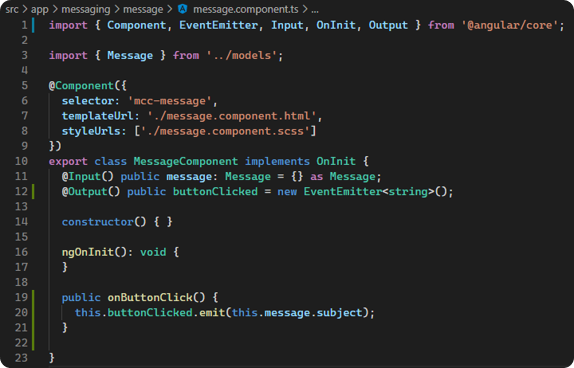 src > app > messaging > message > message.component.ts > ...
1 import { Component, EventEmitter, Input, OnInit, Output } from '@angular/core';
2
3 import { Message } from '../models';
4
5 @Component({
6   selector: 'mcc-message',
7   templateUrl: './message.component.html',
8   styleUrls: ['./message.component.scss']
9 })
10 export class MessageComponent implements OnInit {
11   @Input() public message: Message = {} as Message;
12   @Output() public buttonClicked = new EventEmitter<string>();
13
14   constructor() { }
15
16   ngOnInit(): void {
17   }
18
19   public onButtonClick() {
20     this.buttonClicked.emit(this.message.subject);
21   }
22
23 }